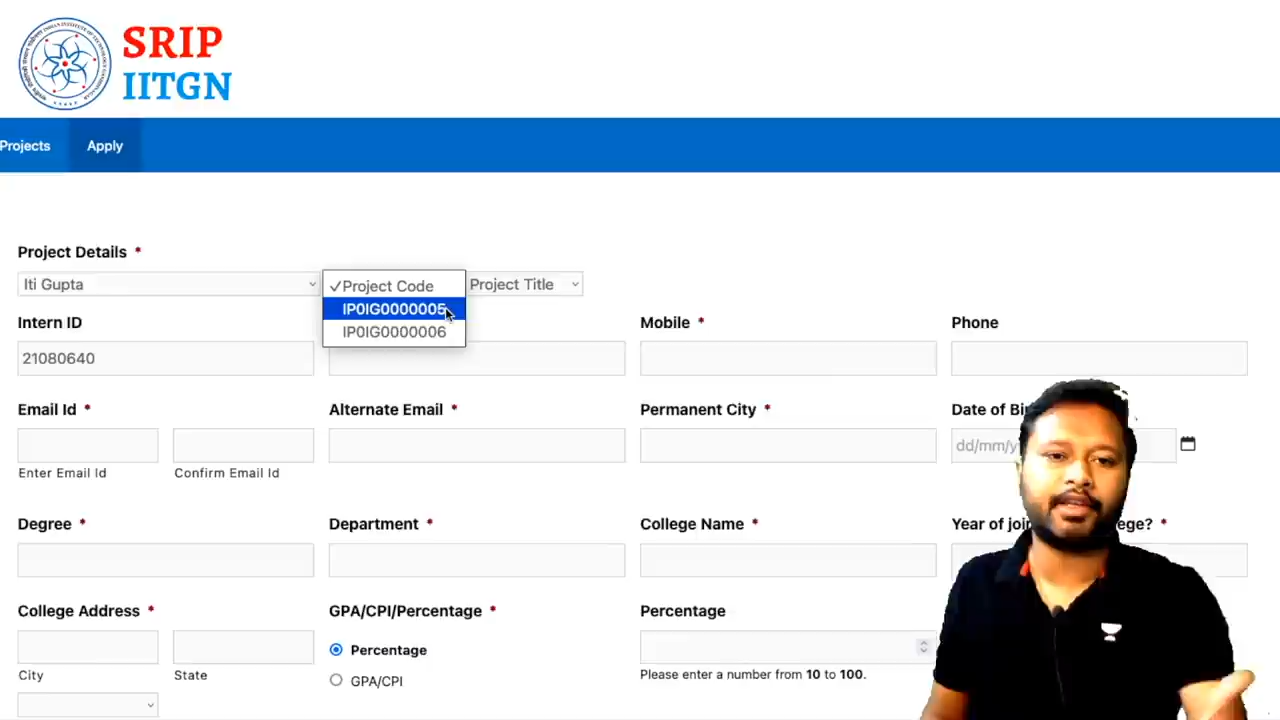 SRIP
IITGN
Projects
Apply
Project Details *
Iti Gupta
✓Project Code
Project Title
IP0IG0000005
IP0IG0000006
Intern ID
Mobile *
Phone
21080640
Email Id *
Alternate Email *
Permanent City *
Date of Bi
dd/mm/y
Enter Email Id
Confirm Email Id
Degree *
Department *
College Name *
Year of joi
ege? *
College Address *
GPA/CPI/Percentage *
Percentage
Percentage
City
State
GPA/CPI
Please enter a number from 10 to 100.